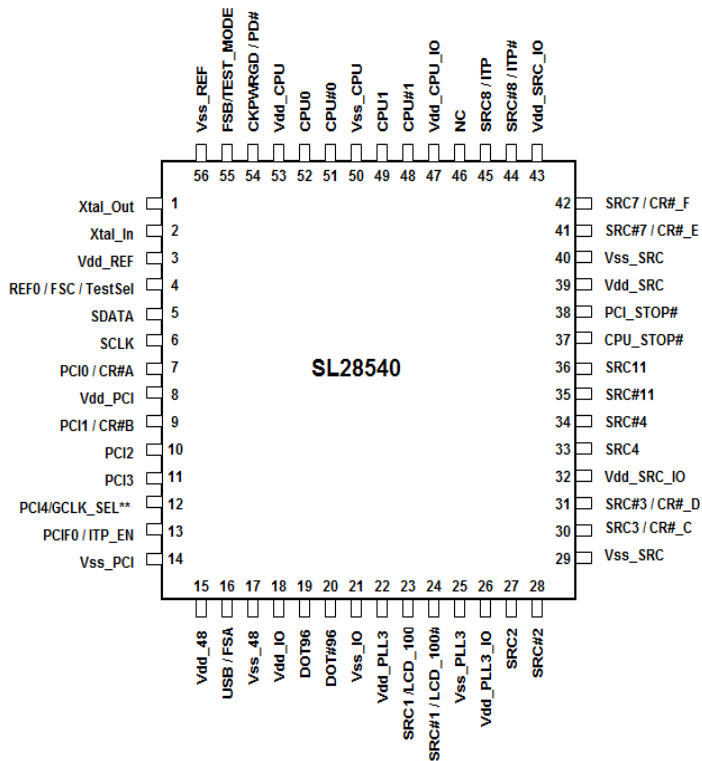 Vss_REF
FSB/TEST_MODE
CKPWRGD / PD#
Vdd_CPU
CPU0
CPU#0
Vss_CPU
CPU1
CPU#1
Vdd_CPU_IO
NC
SRC8 / ITP
SRC#8 / ITP#
Vdd_SRC_IO
56 55 54 53 52 51 50 49 48 47 46 45 44 43
Xtal_Out 1
Xtal_In 2
Vdd_REF 3
REF0 / FSC / TestSel 4
SDATA 5
SCLK 6
PCI0 / CR#A 7
Vdd_PCI 8
PCI1 / CR#B 9
PCI2 10
PCI3 11
PCI4/GCLK_SEL** 12
PCIF0 / ITP_EN 13
Vss_PCI 14
SL28540
42 SRC7 / CR#_F
41 SRC#7 / CR#_E
40 Vss_SRC
39 Vdd_SRC
38 PCI_STOP#
37 CPU_STOP#
36 SRC11
35 SRC#11
34 SRC#4
33 SRC4
32 Vdd_SRC_IO
31 SRC#3 / CR#_D
30 SRC3 / CR#_C
29 Vss_SRC
15 16 17 18 19 20 21 22 23 24 25 26 27 28
Vdd_48
USB / FSA
Vss_48
Vdd_IO
DOT96
DOT#96
Vss_IO
Vdd_PLL3
SRC1 /LCD_100
SRC#1 / LCD_100#
Vss_PLL3
Vdd_PLL3_IO
SRC2
SRC#2